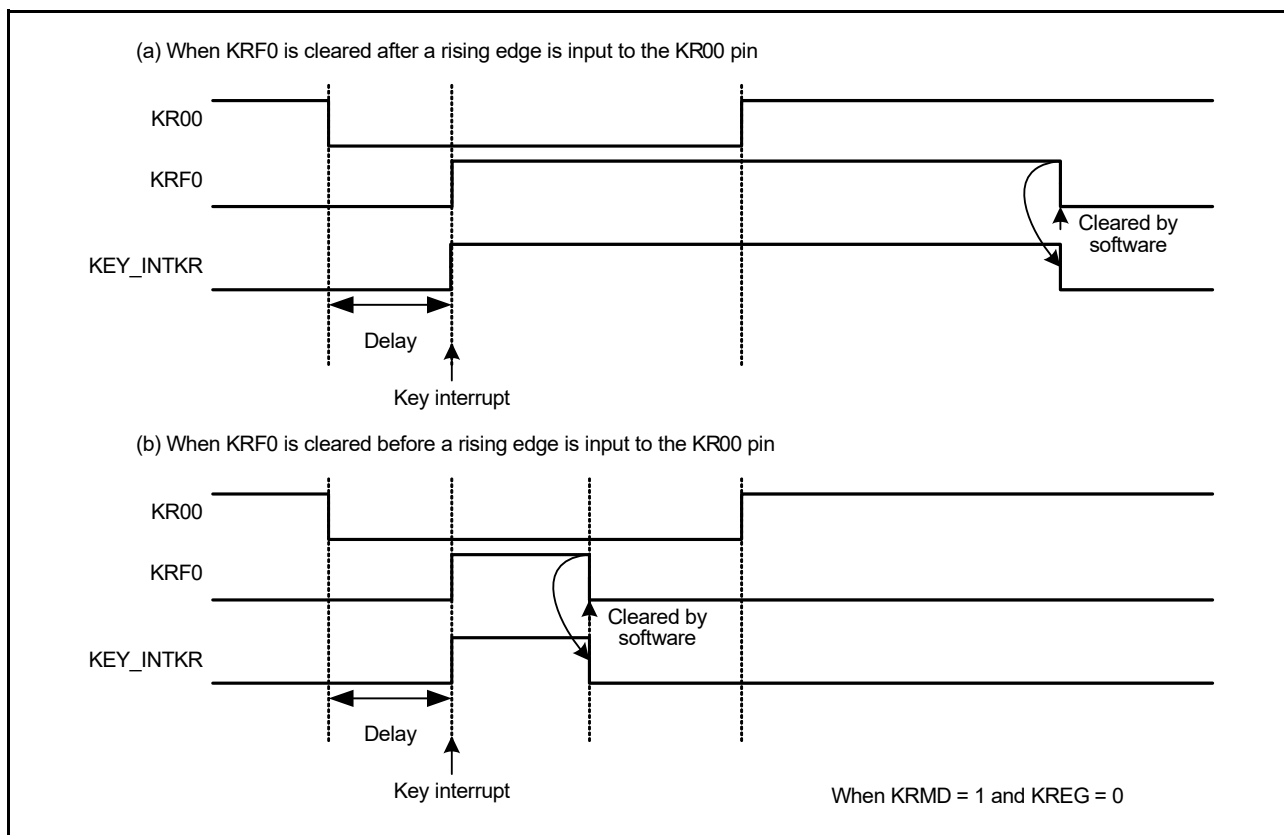 (a) When KRF0 is cleared after a rising edge is input to the KR00 pin
KR00
KRF0
Cleared by
software
KEY_INTKR
Delay
Key interrupt
(b) When KRF0 is cleared before a rising edge is input to the KR00 pin
KR00
KRF0
Cleared by
software
KEY_INTKR
Delay
Key interrupt
When KRMD = 1 and KREG = 0